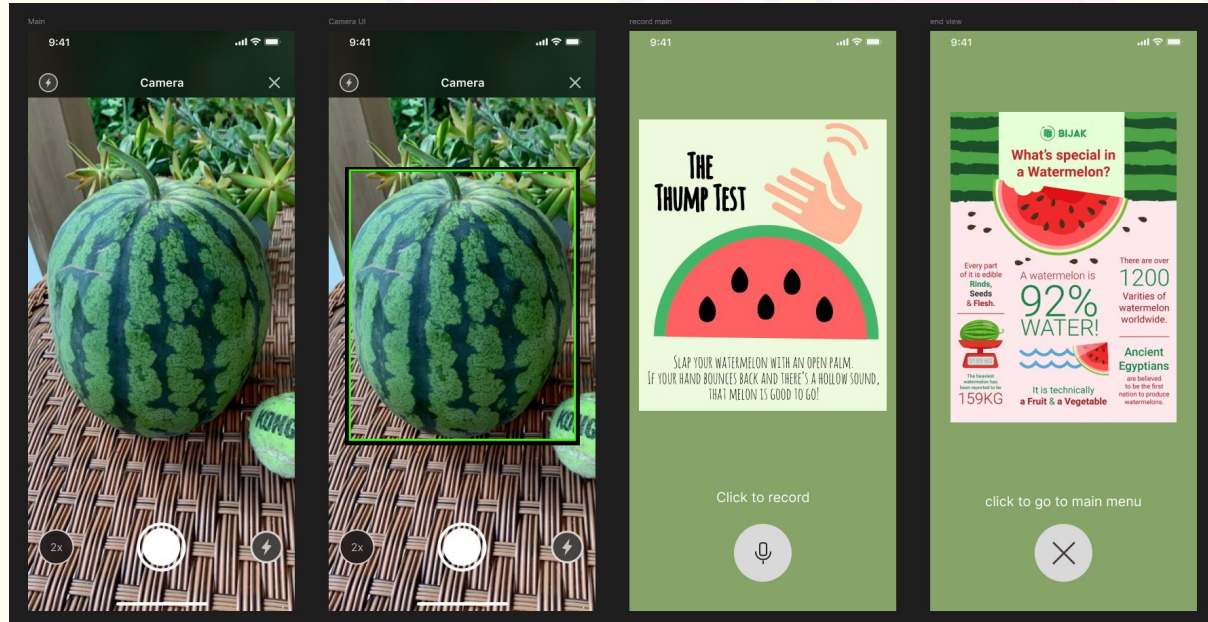 Main
9:41
Camera
2x
Camera UI
9:41
Camera
KONG
2x
record main
9:41
THE
THUMP TEST
SLAP YOUR WATERMELON WITH AN OPEN PALM.
IF YOUR HAND BOUNCES BACK AND THERE'S A HOLLOW SOUND,
THAT MELON IS GOOD TO GO!
Click to record
end view
9:41
BIJAK
What's special in
a Watermelon?
Every part
of it is edible
Rinds,
Seeds
& Flesh.
The heaviest
watermelon has
been reported to be
159KG
A watermelon is
92%
WATER!
It is technically
a Fruit & a Vegetable
There are over
1200
Varities of
watermelon
worldwide.
Ancient
Egyptians
are believed
to be the first
nation to produce
watermelons.
click to go to main menu